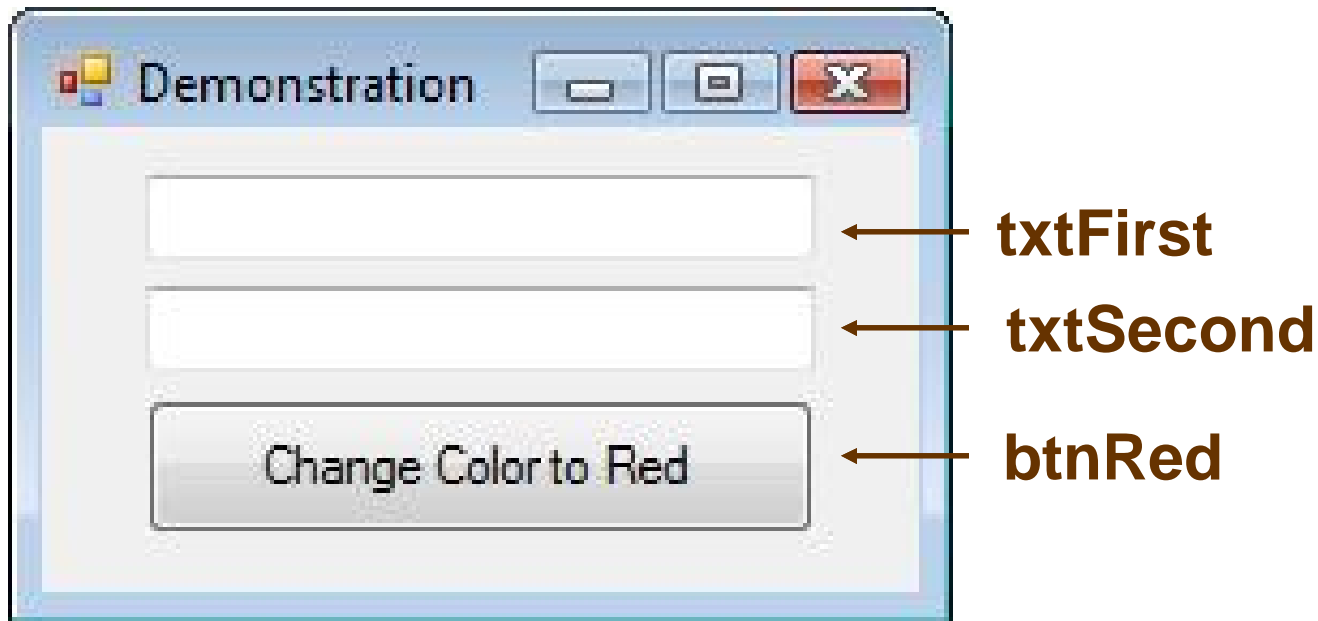 Demonstration
txtFirst
txtSecond
Change Color to Red
btnRed